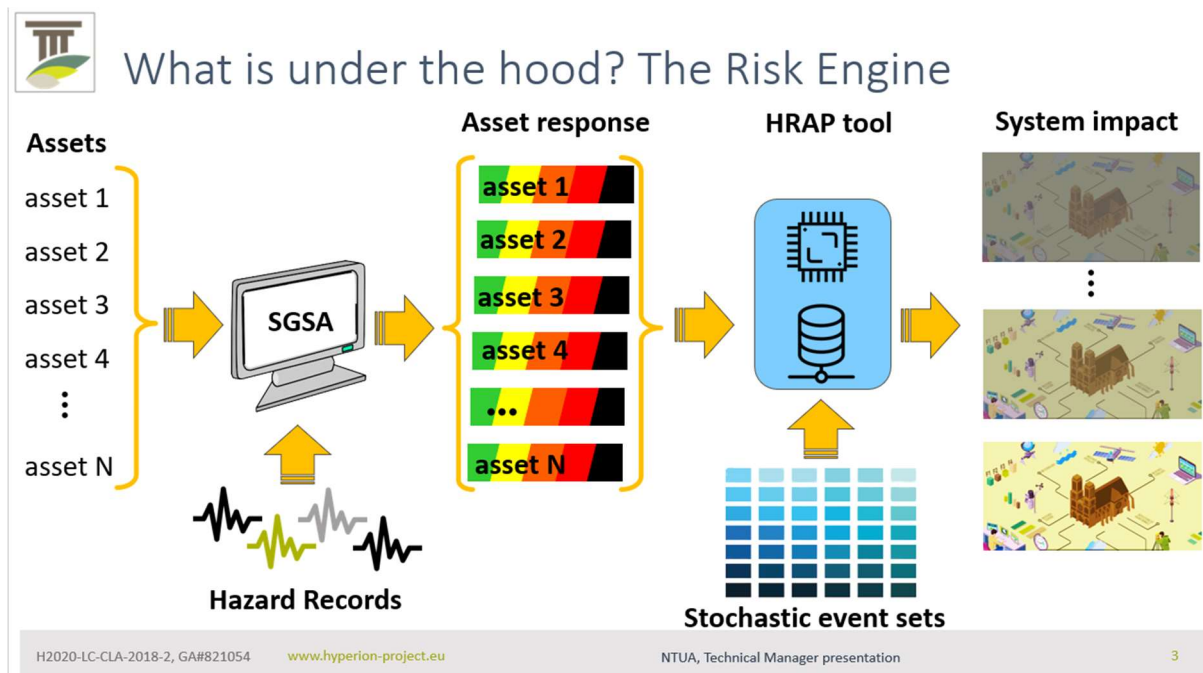 What is under the hood? The Risk Engine
Assets
asset 1
asset 2
asset 3
asset 4
asset N
SGSA
Hazard Records
Asset response
asset 1
asset 2
asset 3
asset 4
...
asset N
HRAP tool
Stochastic event sets
System impact
H2020-LC-CLA-2018-2, GA#821054
www.hyperion-project.eu
NTUA, Technical Manager presentation
3